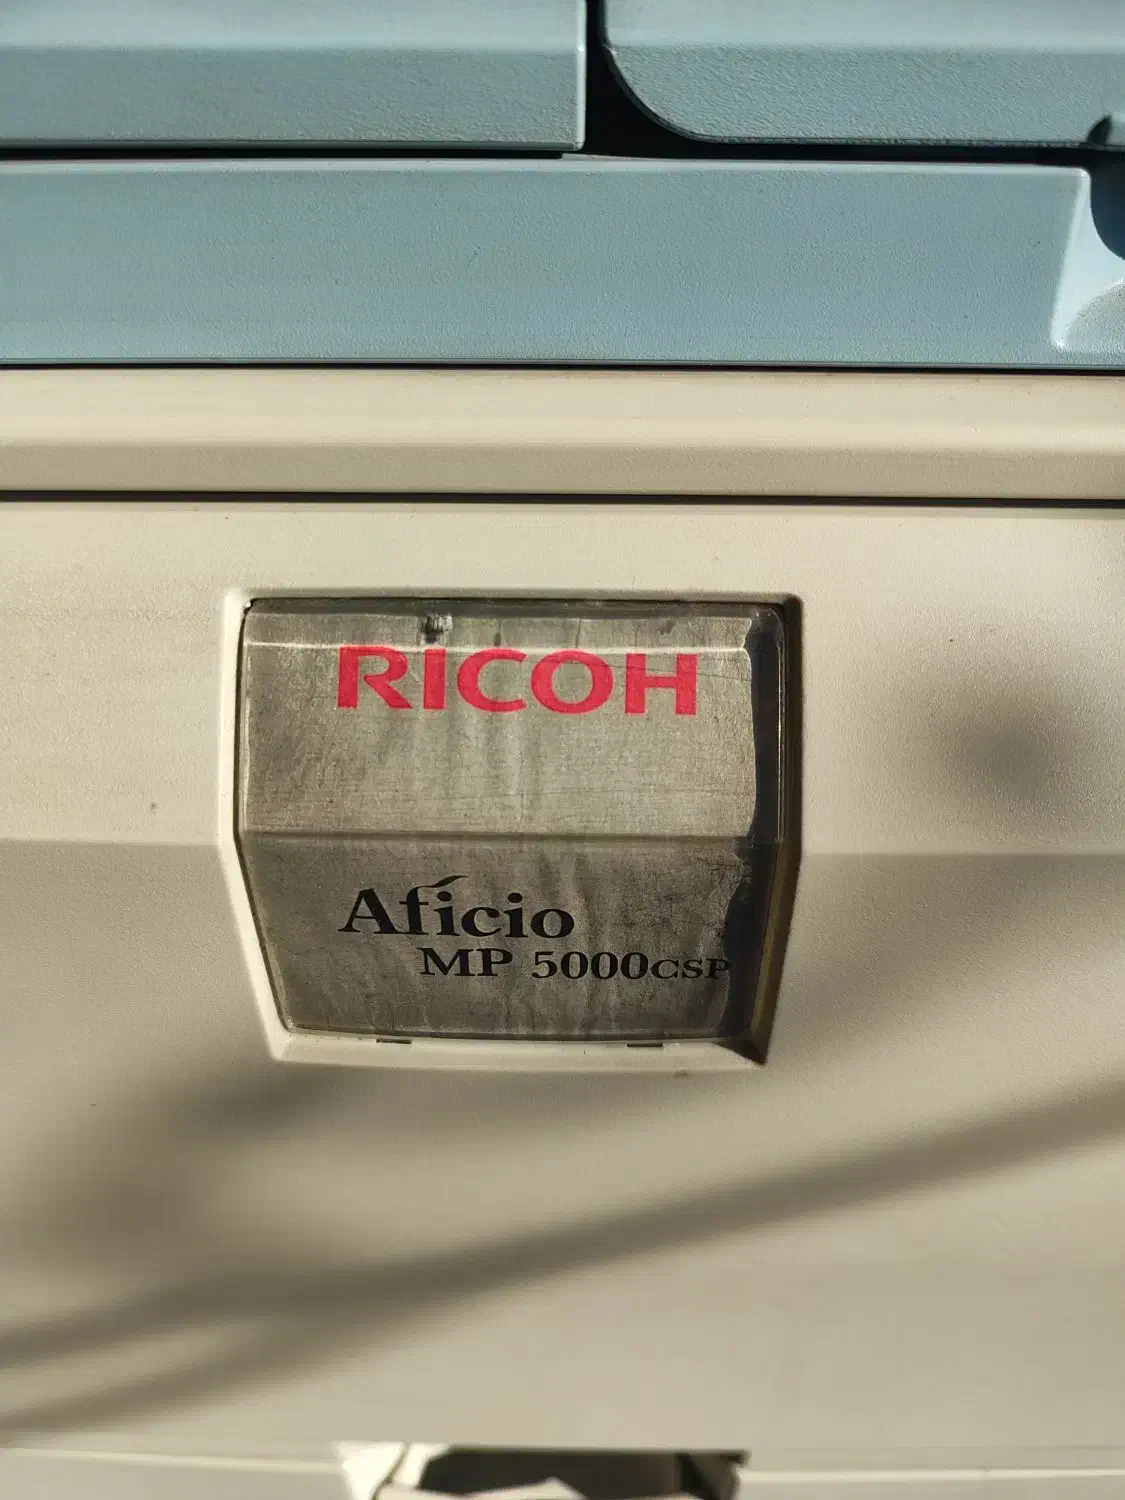 RICOH
Aficio
MP 5000CSP